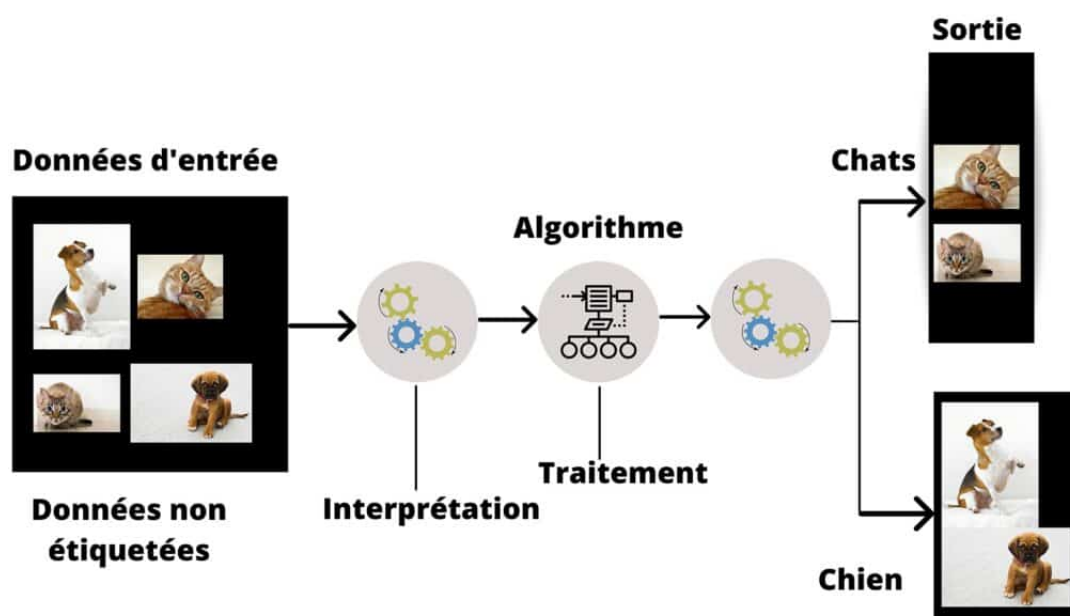 Sortie
Données d'entrée
Chats
Algorithme
Traitement
Interprétation
Données non
étiquetées
Chien